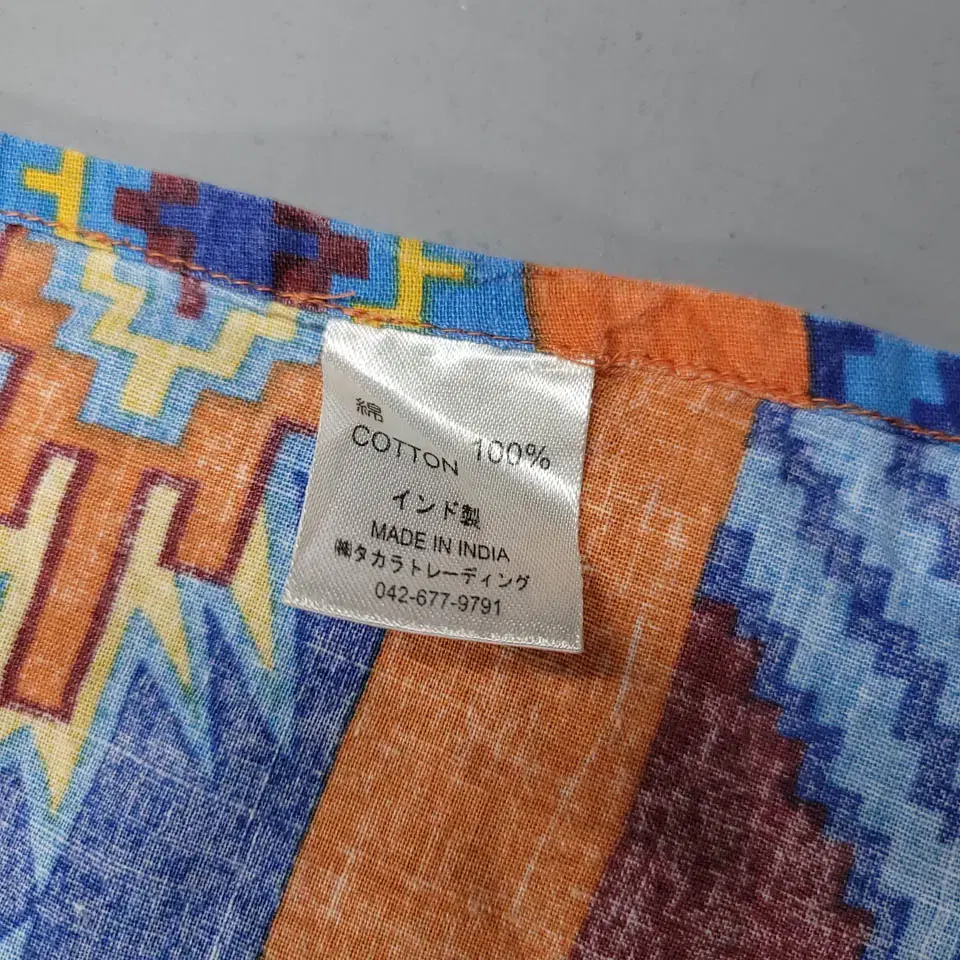 綿
COTTON 100%
インド製
MADE IN INDIA
㈱タカラトレーディング
042-677-9791